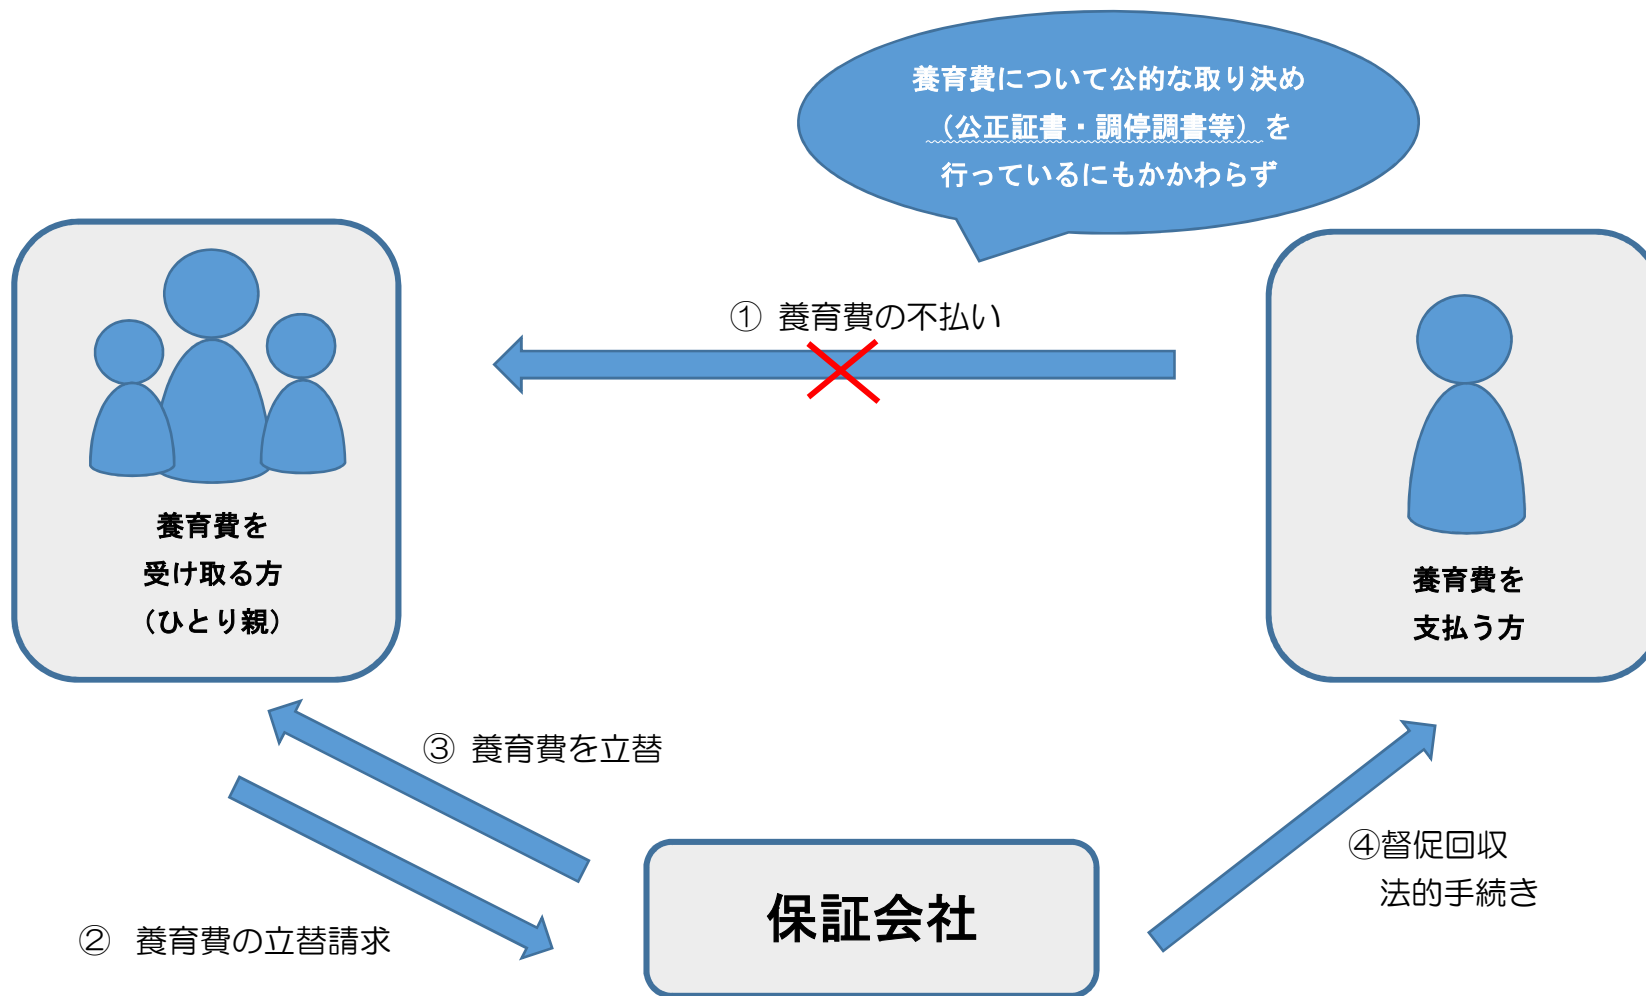 養育費について公的な取り決め
（公正証書・調停調書等）を
行っているにもかかわらず
① 養育費の不払い
養育費を
受け取る方
（ひとり親）
養育費を
支払う方
③ 養育費を立替
④督促回収
法的手続き
保証会社
② 養育費の立替請求